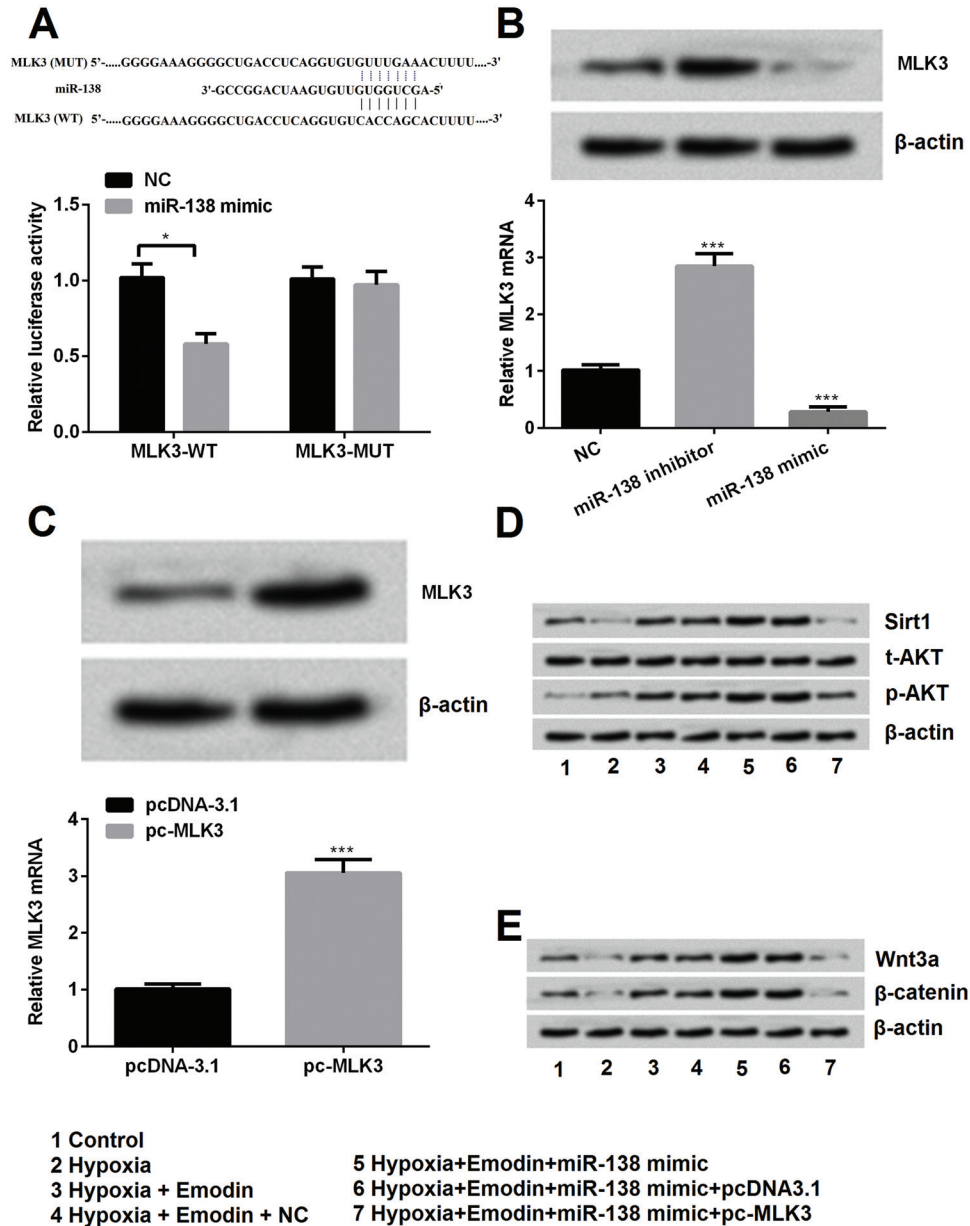 A
MLK3 (MUT) 5'-.....GGGGAAAGGGGCUGACCUCAGGUGUGUUUGAAACUUUU....-3'
miR-138 3'-GCCGGACUAAGUGUUGUGGUCGA-5'
MLK3 (WT) 5'-.....GGGGAAAGGGGCUGACCUCAGGUGUCACCAGCACUUUU....-3'
NC
miR-138 mimic
Relative luciferase activity
1.5
1.0
0.5
0.0
*
MLK3-WT MLK3-MUT
B
MLK3
β-actin
Relative MLK3 mRNA
4
3
2
1
0
***
***
NC
miR-138 inhibitor
miR-138 mimic
C
MLK3
β-actin
pcDNA-3.1
pc-MLK3
Relative MLK3 mRNA
4
3
2
1
0
***
pcDNA-3.1 pc-MLK3
D
Sirt1
t-AKT
p-AKT
β-actin
1 2 3 4 5 6 7
E
Wnt3a
β-catenin
β-actin
1 2 3 4 5 6 7
1 Control
2 Hypoxia
3 Hypoxia + Emodin
4 Hypoxia + Emodin + NC
5 Hypoxia+Emodin+miR-138 mimic
6 Hypoxia+Emodin+miR-138 mimic+pcDNA3.1
7 Hypoxia+Emodin+miR-138 mimic+pc-MLK3